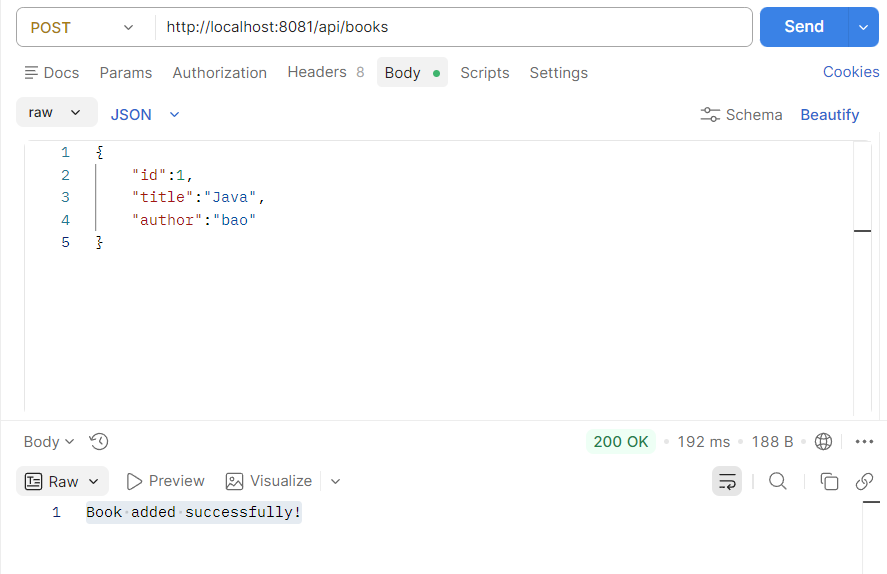 POST http://localhost:8081/api/books Send
Docs Params Authorization Headers 8 Body Scripts Settings Cookies
raw JSON Schema Beautify
1 {
2 "id":1,
3 "title":"Java",
4 "author":"bao"
5 }
Body 200 OK 192 ms 188 B
Raw Preview Visualize
1 Book added successfully!